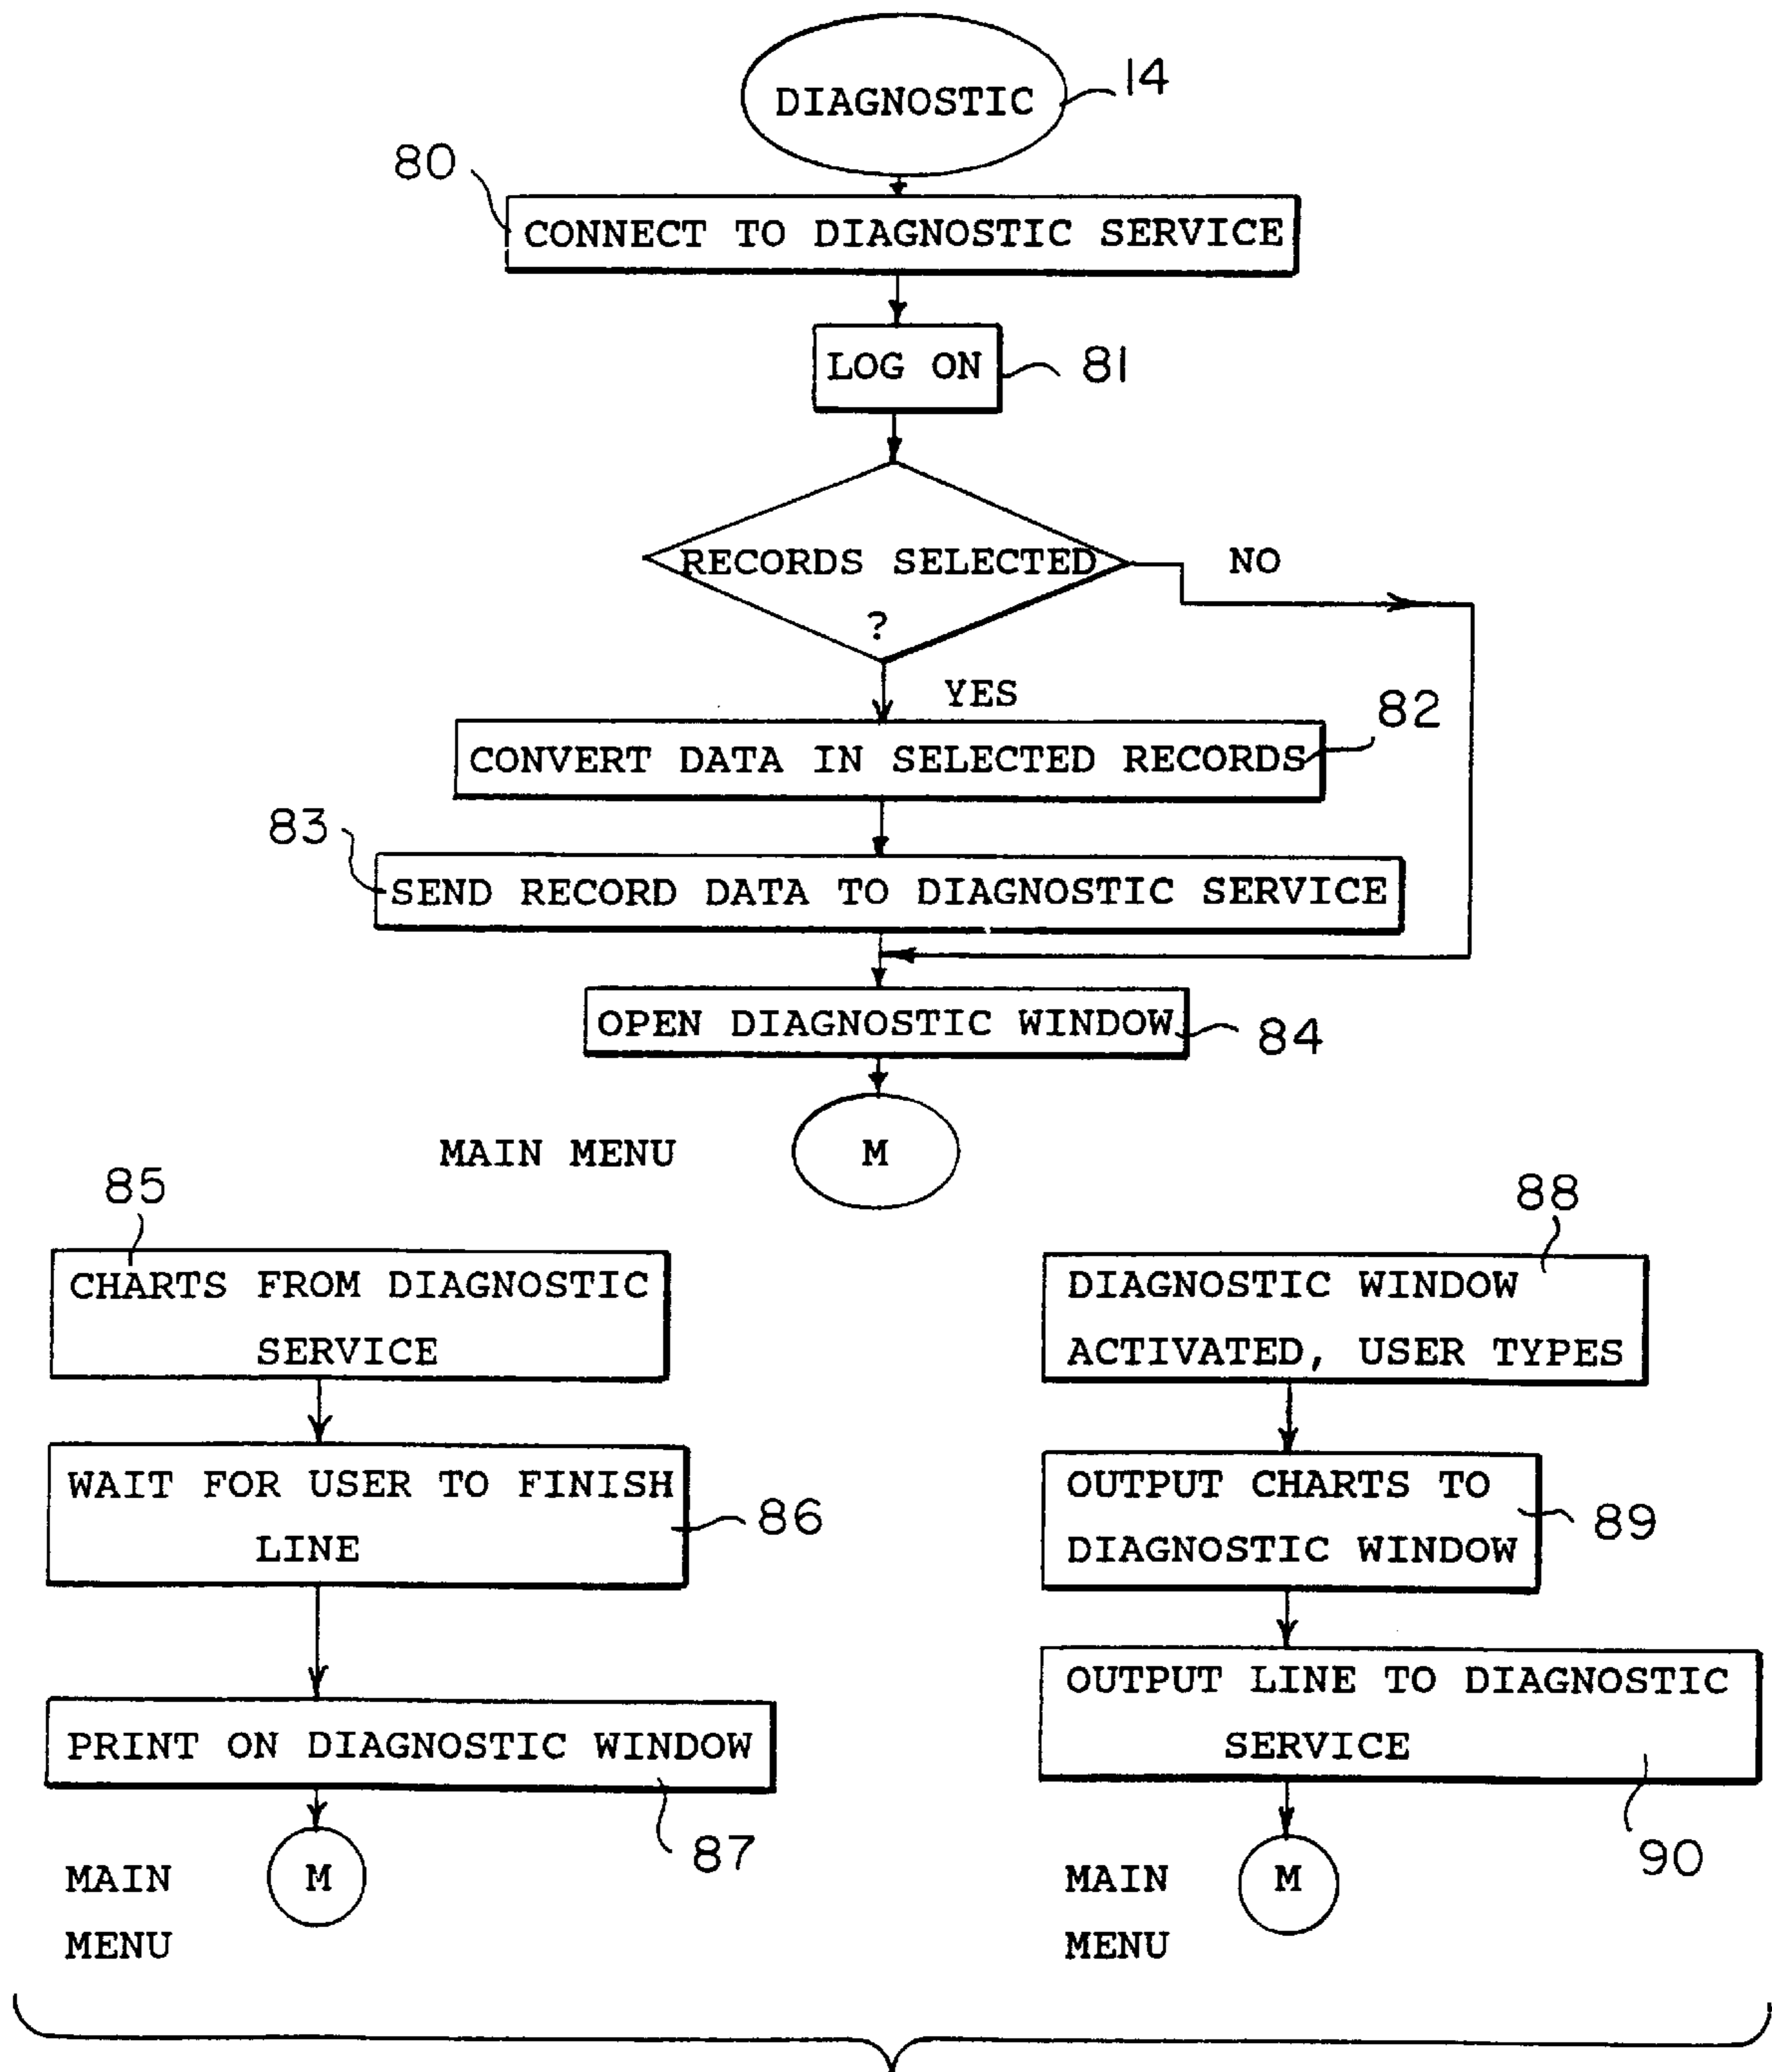 DIAGNOSTIC
14
80
CONNECT TO DIAGNOSTIC SERVICE
LOG ON
81
RECORDS SELECTED
?
NO
YES
82
CONVERT DATA IN SELECTED RECORDS
83
SEND RECORD DATA TO DIAGNOSTIC SERVICE
OPEN DIAGNOSTIC WINDOW
84
MAIN MENU
M
85
CHARTS FROM DIAGNOSTIC
SERVICE
WAIT FOR USER TO FINISH
LINE
86
PRINT ON DIAGNOSTIC WINDOW
87
MAIN
MENU
M
88
DIAGNOSTIC WINDOW
ACTIVATED, USER TYPES
OUTPUT CHARTS TO
DIAGNOSTIC WINDOW
89
OUTPUT LINE TO DIAGNOSTIC
SERVICE
90
MAIN
MENU
M